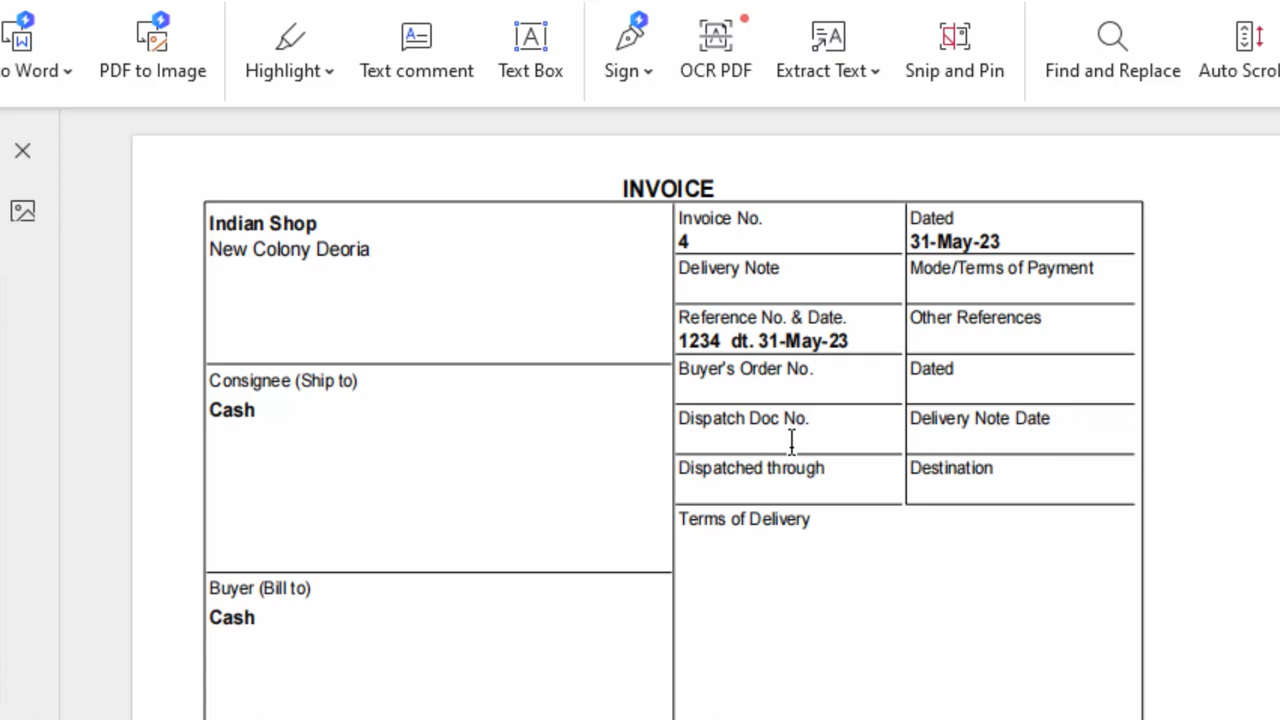 to Word
PDF to Image
Highlight
Text comment
Text Box
Sign
OCR PDF
Extract Text
Snip and Pin
Find and Replace
Auto Scrol
INVOICE
Indian Shop
New Colony Deoria
Invoice No.
4
Dated
31-May-23
Delivery Note
Mode/Terms of Payment
Reference No. & Date.
1234 dt. 31-May-23
Other References
Consignee (Ship to)
Cash
Buyer's Order No.
Dated
Dispatch Doc No.
Delivery Note Date
Dispatched through
Destination
Terms of Delivery
Buyer (Bill to)
Cash